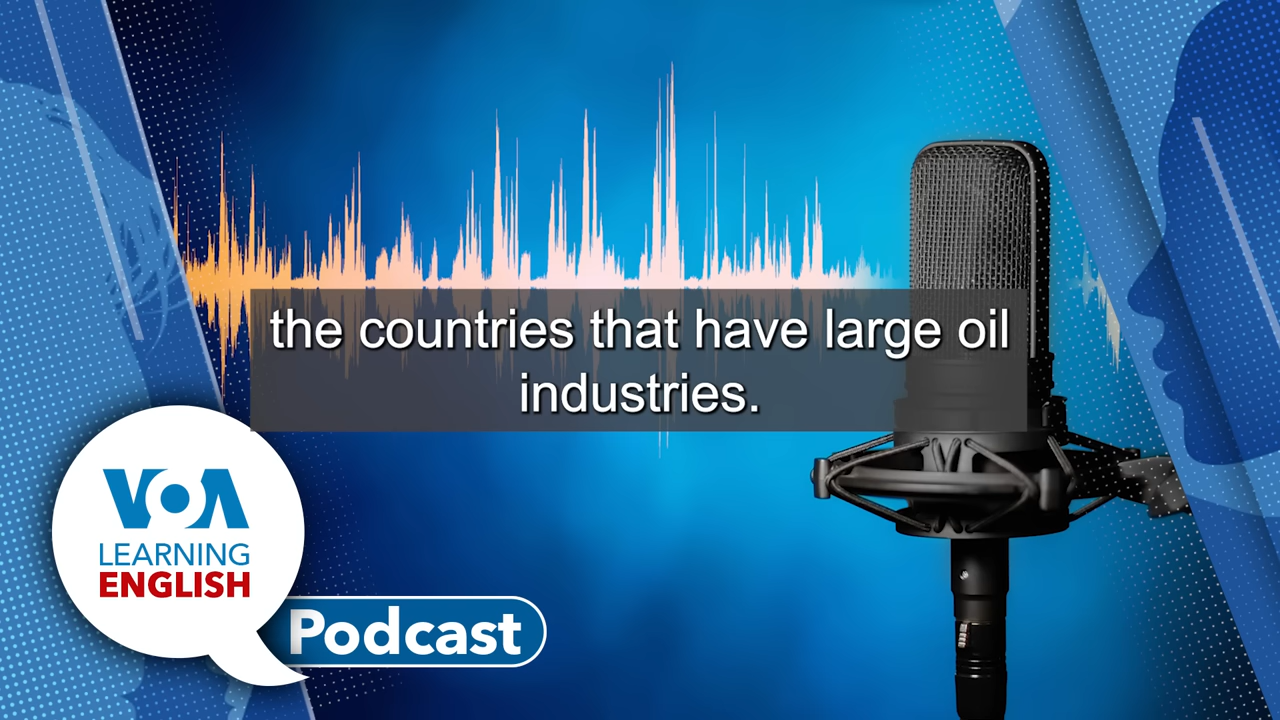 the countries that have large oil
industries.
VOA
LEARNING
ENGLISH
Podcast